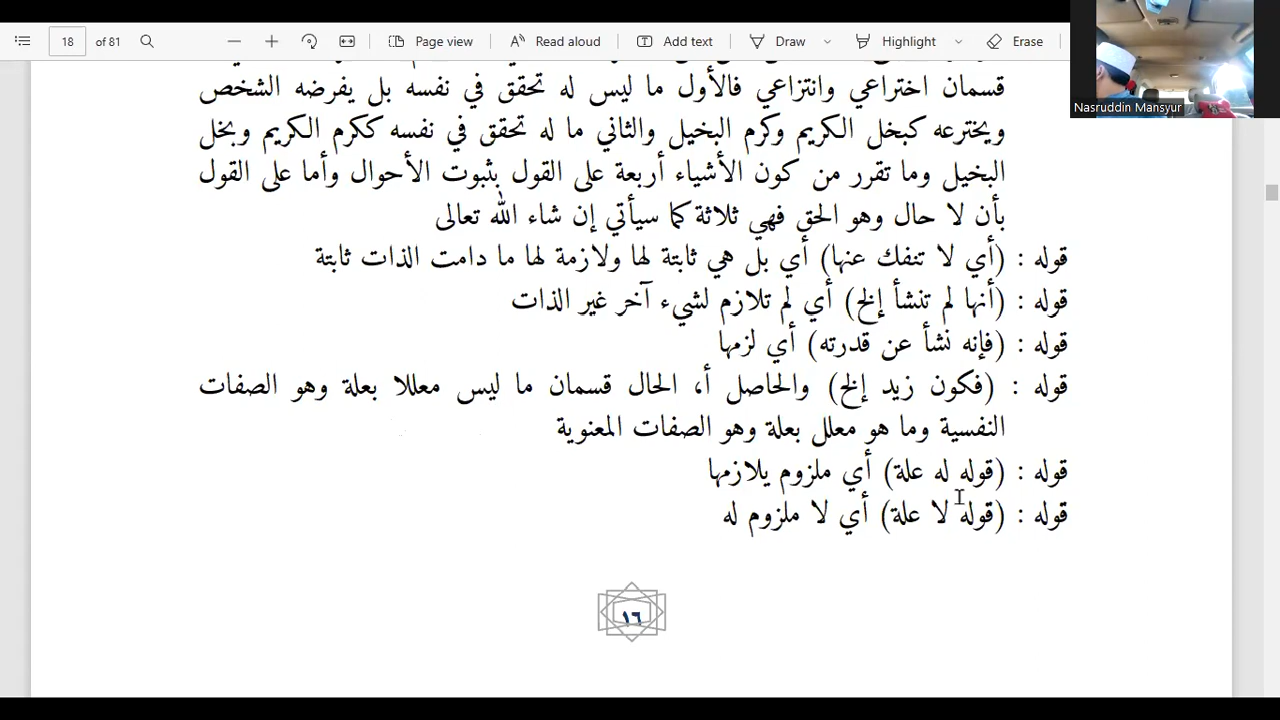 18 of 81 Page view Read aloud Add text Draw Highlight Erase
Nasruddin Mansyur
قسمان اختراعي وانتزاعي فالأول ما ليس له تحقق في نفسه بل يفرضه الشخص
ويخترعه كبخل الكريم وكرم البخيل والثاني ما له تحقق في نفسه ككرم الكريم وبخل
البخيل وما تقرر من كون الأشياء أربعة على القول بثبوت الأحوال وأما على القول
بأن لا حال وهو الحق فهي ثلاثة كما سيأتي إن شاء الله تعالى
قوله : (أي لا تنفك عنها) أي بل هي ثابتة لها ولازمة لها ما دامت الذات ثابتة
قوله : (أنها لم تنشأ إلخ) أي لم تلازم لشيء آخر غير الذات
قوله : (فإنه نشأ عن قدرته) أي لزمها
قوله : (فكون زيد إلخ) والحاصل أ، الحال قسمان ما ليس معللا بعلة وهو الصفات
النفسية وما هو معلل بعلة وهو الصفات المعنوية
قوله : (قوله له علة) أي ملزوم يلازمها
قوله : (قوله لا علة) أي لا ملزوم له
١٦